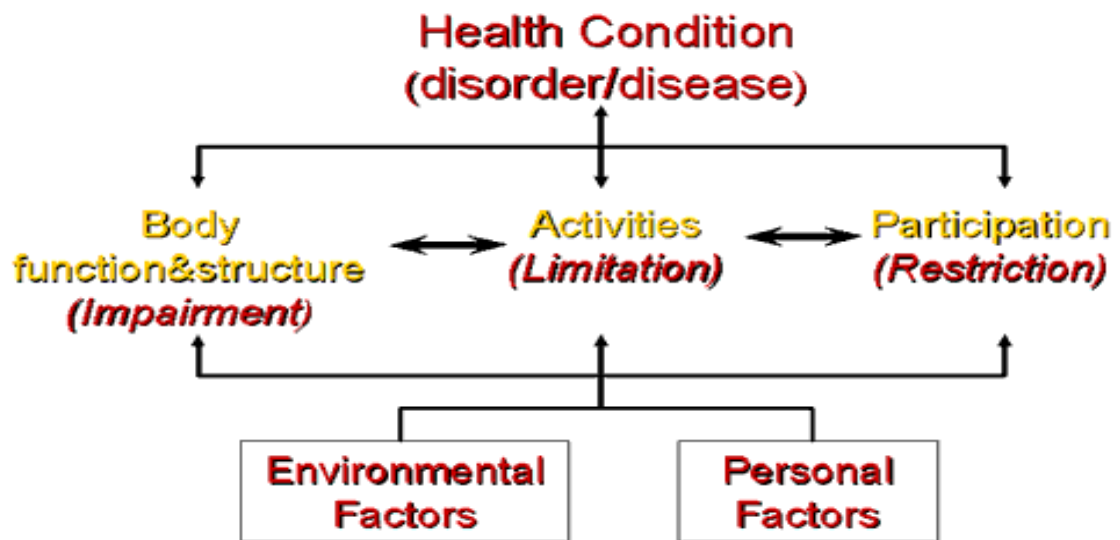 Health Condition
(disorder/disease)
Body
function&structure
(Impairment)
Activities
(Limitation)
Participation
(Restriction)
Environmental
Factors
Personal
Factors